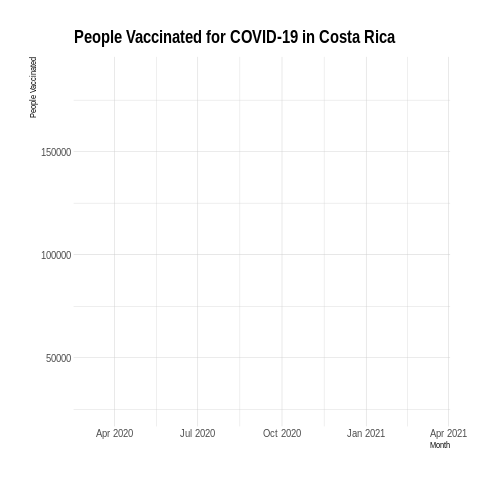 People Vaccinated for COVID-19 in Costa Rica
People Vaccinated
150000
100000
50000
Apr 2020 Jul 2020 Oct 2020 Jan 2021 Apr 2021
Month